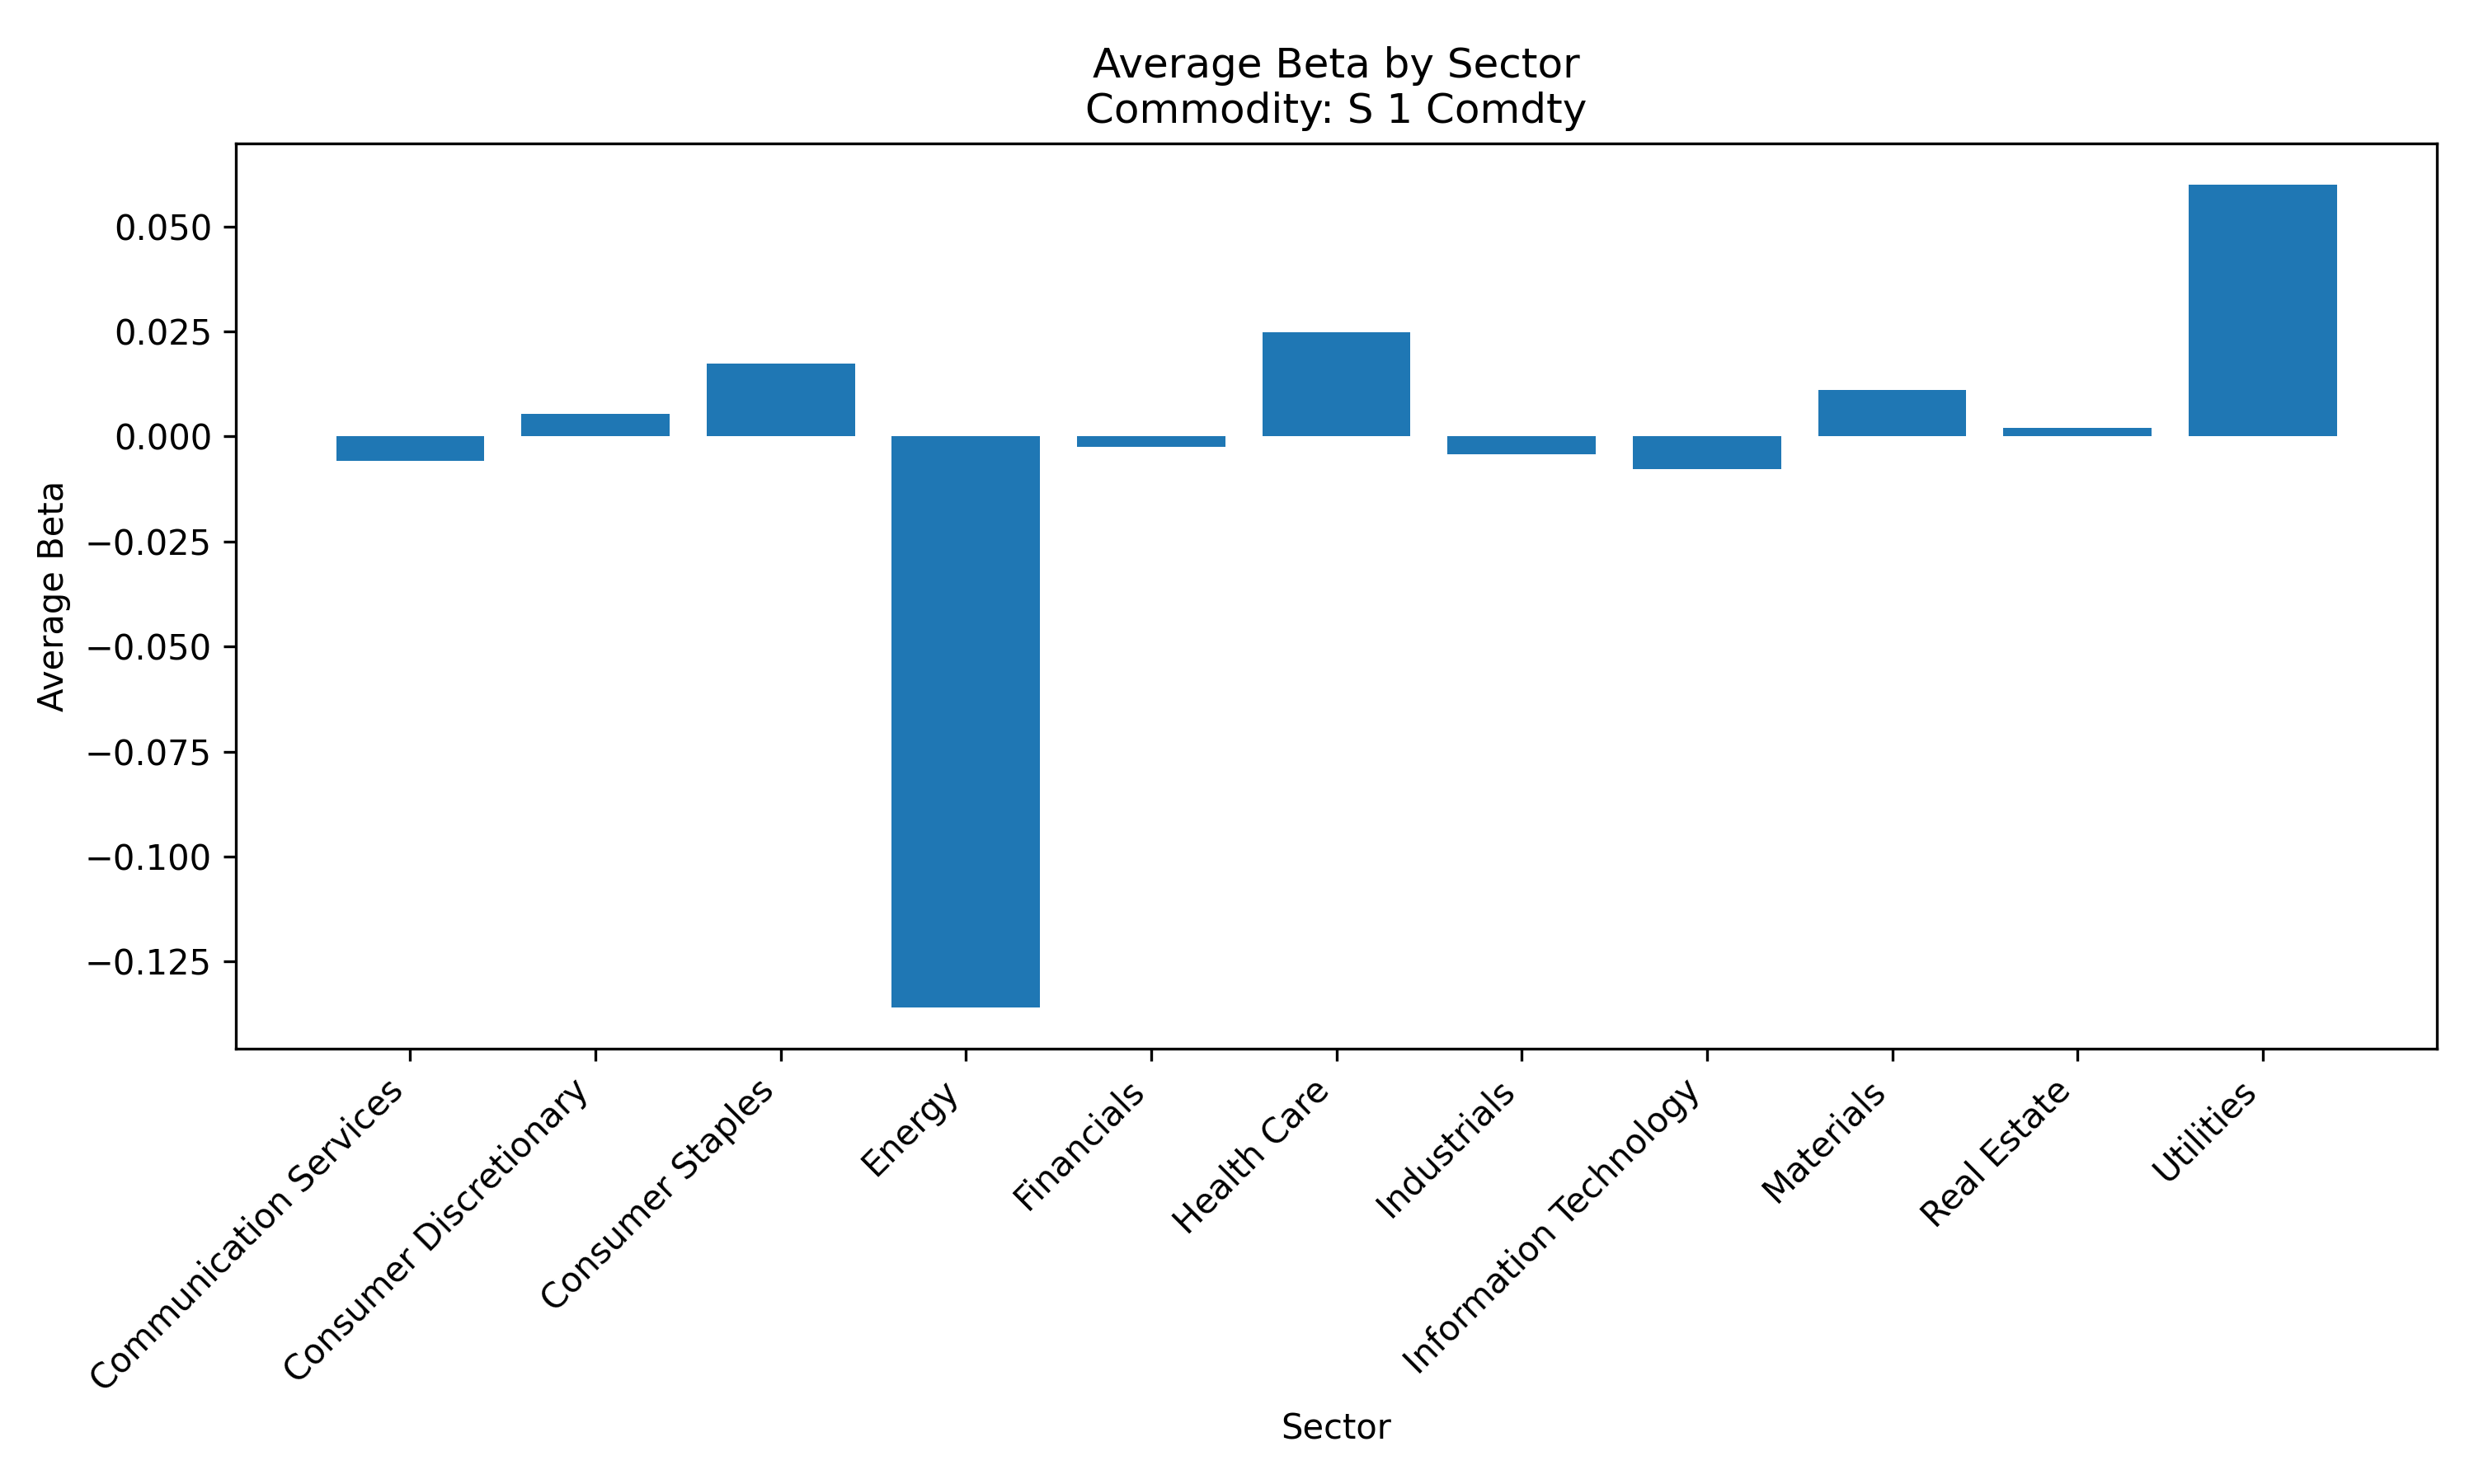 Average Beta by Sector
Commodity: S 1 Comdty
Average Beta
0.050
0.025
0.000
−0.025
−0.050
−0.075
−0.100
−0.125
Communication Services
Consumer Discretionary
Consumer Staples
Energy
Financials
Health Care
Industrials
Information Technology
Materials
Real Estate
Utilities
Sector